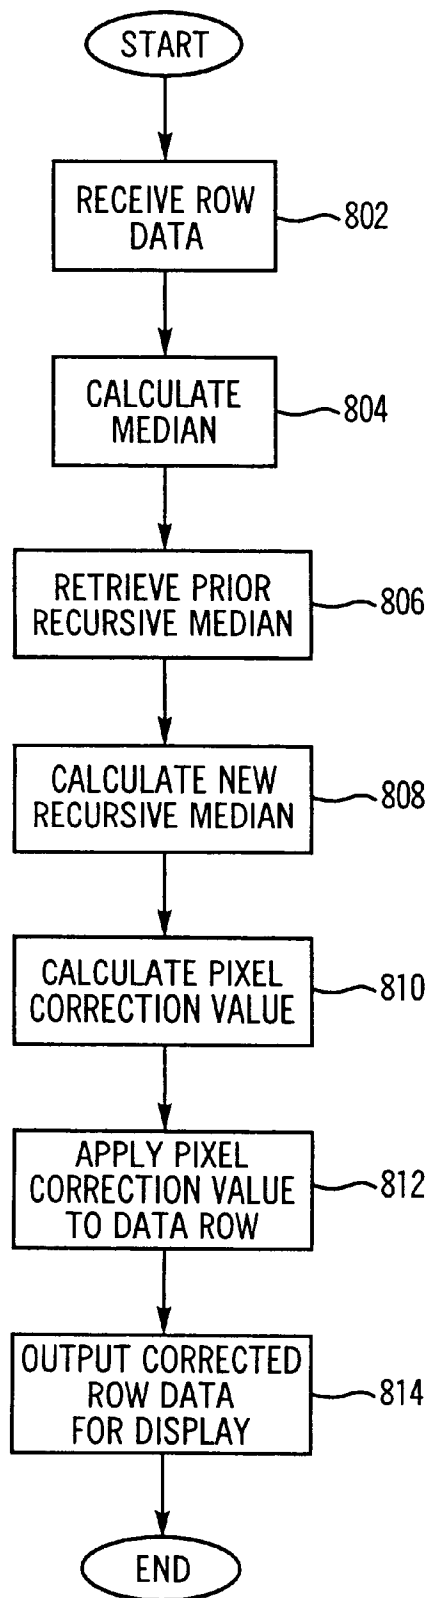 START
RECEIVE ROW
DATA
802
CALCULATE
MEDIAN
804
RETRIEVE PRIOR
RECURSIVE MEDIAN
806
CALCULATE NEW
RECURSIVE MEDIAN
808
CALCULATE PIXEL
CORRECTION VALUE
810
APPLY PIXEL
CORRECTION VALUE
TO DATA ROW
812
OUTPUT CORRECTED
ROW DATA
FOR DISPLAY
814
END